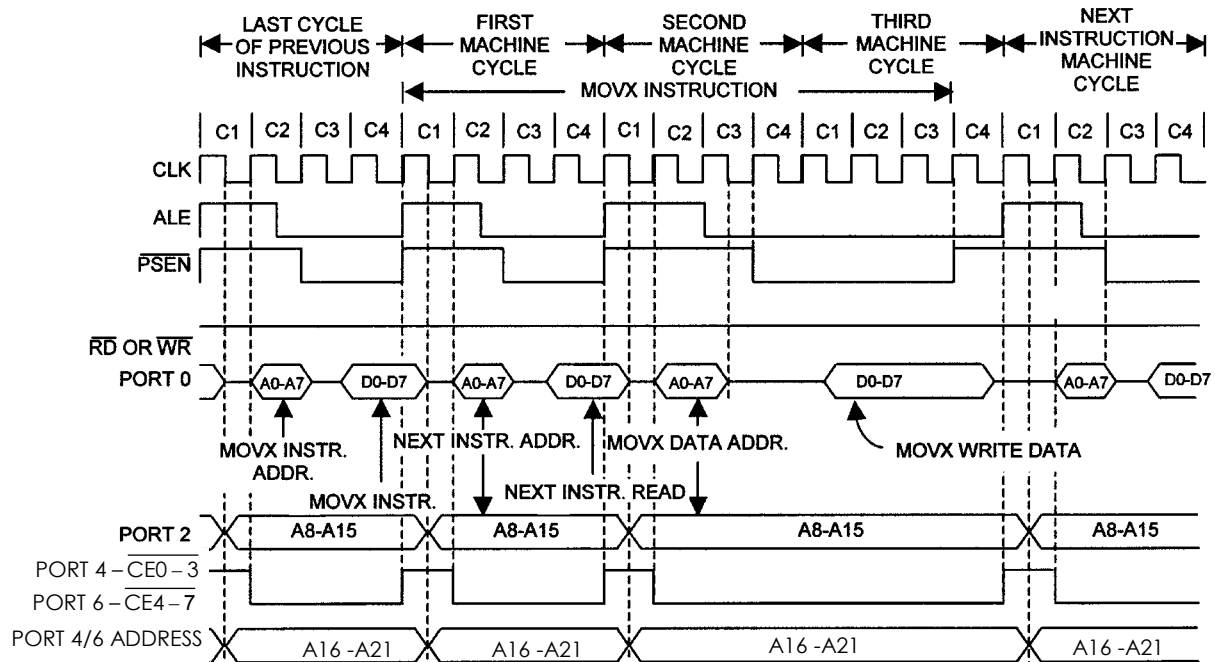 LAST CYCLE
OF PREVIOUS
INSTRUCTION
FIRST
MACHINE
CYCLE
SECOND
MACHINE
CYCLE
THIRD
MACHINE
CYCLE
NEXT
INSTRUCTION
MACHINE
CYCLE
MOVX INSTRUCTION
C1 C2 C3 C4 C1 C2 C3 C4 C1 C2 C3 C4 C1 C2 C3 C4 C1 C2 C3 C4
CLK
ALE
PSEN
RD OR WR
PORT 0
A0-A7 D0-D7 A0-A7 D0-D7 A0-A7 D0-D7 A0-A7 D0-D7
MOVX INSTR.
ADDR.
NEXT INSTR. ADDR.
MOVX DATA ADDR.
MOVX WRITE DATA
MOVX INSTR.
NEXT INSTR. READ
PORT 2 A8-A15 A8-A15 A8-A15 A8-A15
PORT 4 – CE0 – 3
PORT 6 – CE4 – 7
PORT 4/6 ADDRESS A16 -A21 A16 -A21 A16 -A21 A16 -A21